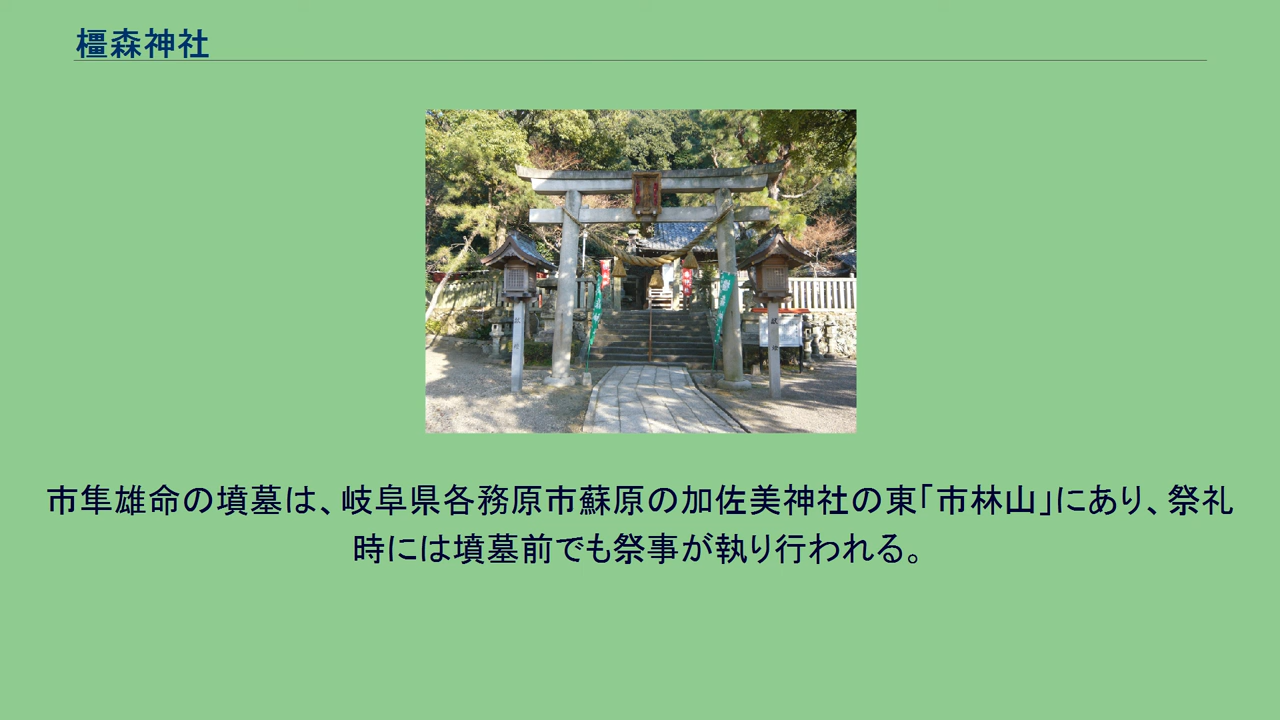 橿森神社
市隼雄命の墳墓は、岐阜県各務原市蘇原の加佐美神社の東「市林山」にあり、祭礼
時には墳墓前でも祭事が執り行われる。